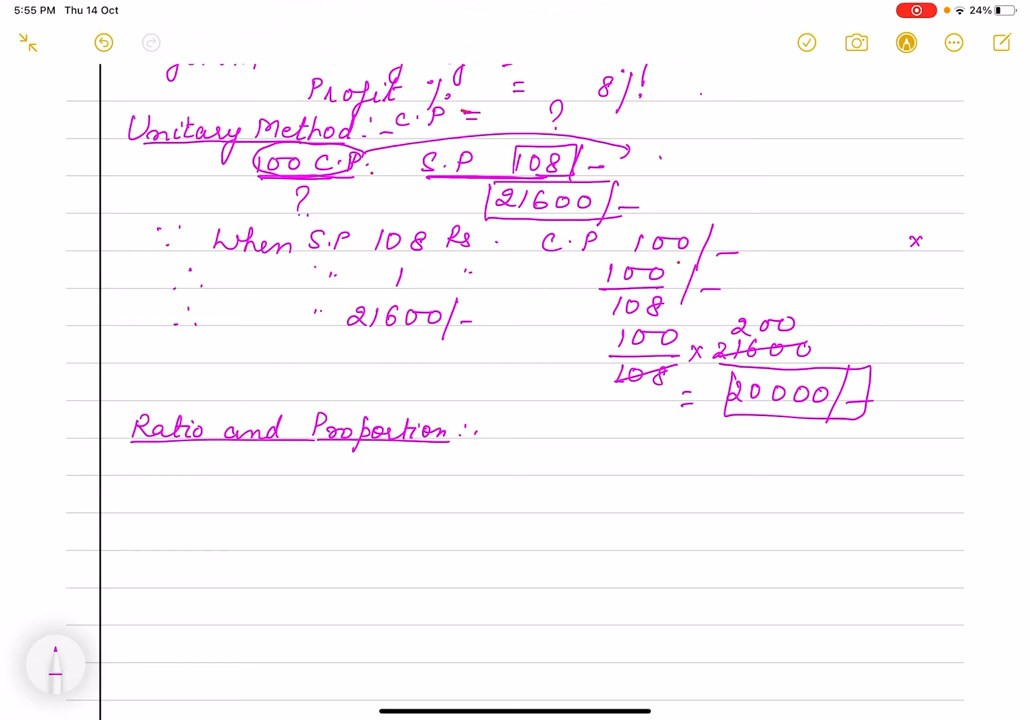 5:55 PM Thu 14 Oct
24%
Profit % = 8%
Unitary Method :- C.P = ?
100 C.P. S.P 108/-
? 21600/-
∵ When S.P 108 Rs. C.P 100/-
∴ " 1 " 100/108 /-
∴ " 21600/-
100/108 x 21600 200
= 20000/-
x
Ratio and Proportion :.